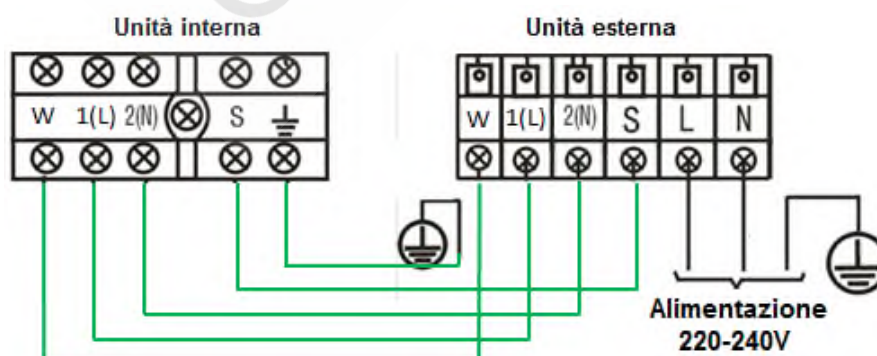 Unità interna
Unità esterna
W 1(L) 2(N) S
W 1(L) 2(N) S L N
Alimentazione
220-240V